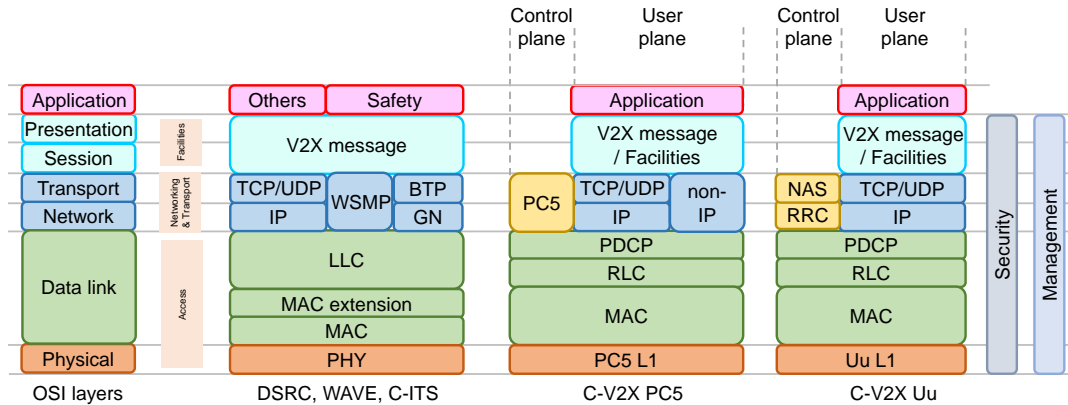 Control
plane
User
plane
Control
plane
User
plane
Application
Others
Safety
Application
Application
Presentation
Session
Facilities
V2X message
V2X message
/ Facilities
V2X message
/ Facilities
Transport
Network
Networking
& Transport
TCP/UDP
IP
WSMP
BTP
GN
PC5
TCP/UDP
IP
non-
IP
NAS
RRC
TCP/UDP
IP
Data link
Access
LLC
MAC extension
MAC
PDCP
RLC
MAC
PDCP
RLC
MAC
Physical
PHY
PC5 L1
Uu L1
Security
Management
OSI layers
DSRC, WAVE, C-ITS
C-V2X PC5
C-V2X Uu